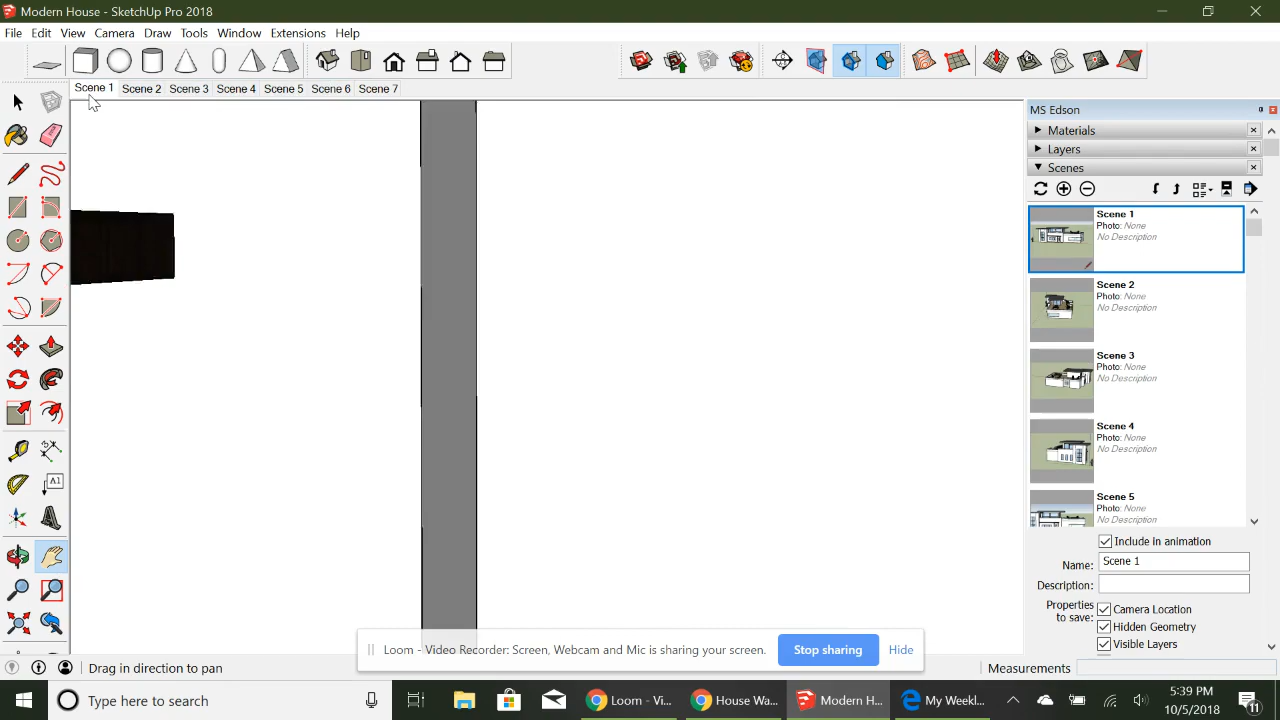 Modern House - SketchUp Pro 2018
File Edit View Camera Draw Tools Window Extensions Help
Scene 1 Scene 2 Scene 3 Scene 4 Scene 5 Scene 6 Scene 7
MS Edson
Materials
Layers
Scenes
Scene 1
Photo: None
No Description
Scene 2
Photo: None
No Description
Scene 3
Photo: None
No Description
Scene 4
Photo: None
No Description
Scene 5
Photo: None
No Description
Include in animation
Name: Scene 1
Description:
Properties to save:
Camera Location
Hidden Geometry
Visible Layers
A1
Loom - Video Recorder: Screen, Webcam and Mic is sharing your screen. Stop sharing Hide
Drag in direction to pan Measurements
Type here to search
Loom - Vi... House Wa... Modern H... My Weekl...
5:39 PM
10/5/2018
11